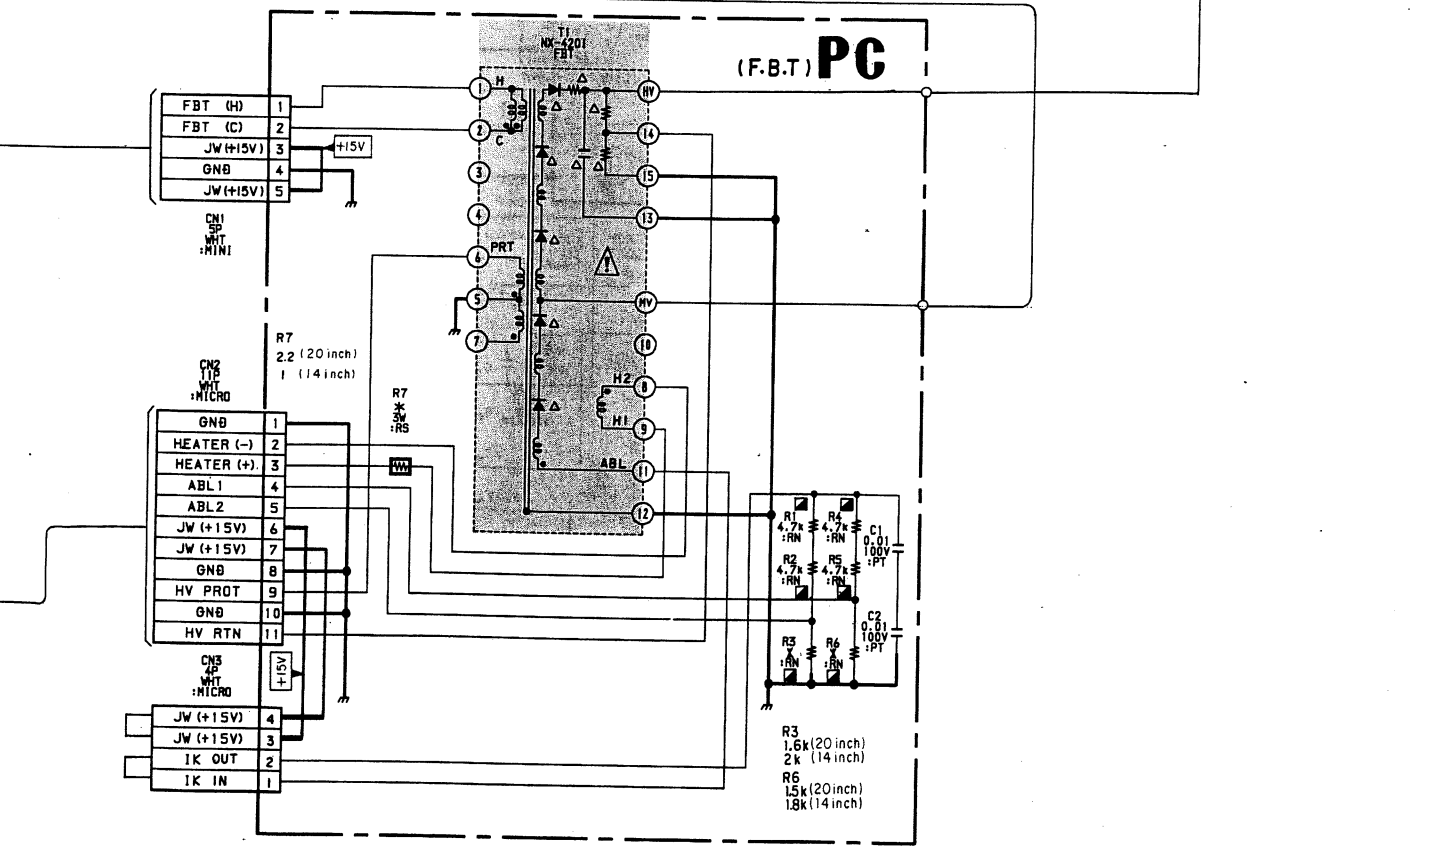 T1
NX-4201
FBT
(F.B.T) PC
1
H
2
C
3
4
PRT
6
5
7
HV
14
15
13
MV
10
H2
8
H1
9
ABL
11
12
FBT (H) 1
FBT (C) 2
JW(+15V) 3
GND 4
JW(+15V) 5
+15V
CN1
5P
WHT
:MINI
R7
2.2 (20 inch)
1 (14 inch)
CN2
11P
WHT
:MICRO
R7
*
3W
:RS
GND 1
HEATER (-) 2
HEATER (+) 3
ABL1 4
ABL2 5
JW (+15V) 6
JW (+15V) 7
GND 8
HV PROT 9
GND 10
HV RTN 11
CN3
4P
WHT
:MICRO
+15V
JW (+15V) 4
JW (+15V) 3
IK OUT 2
IK IN 1
R1
4.7k
:RN
R4
4.7k
:RN
R2
4.7k
:RN
R5
4.7k
:RN
C1
0.01
100V
:PT
C2
0.01
100V
:PT
R3
:RN
R6
:RN
R3
1.6k (20 inch)
2k (14 inch)
R6
1.5k (20 inch)
1.8k (14 inch)